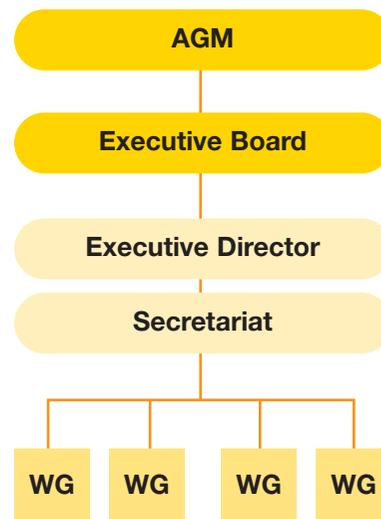 AGM
Executive Board
Executive Director
Secretariat
WG WG WG WG